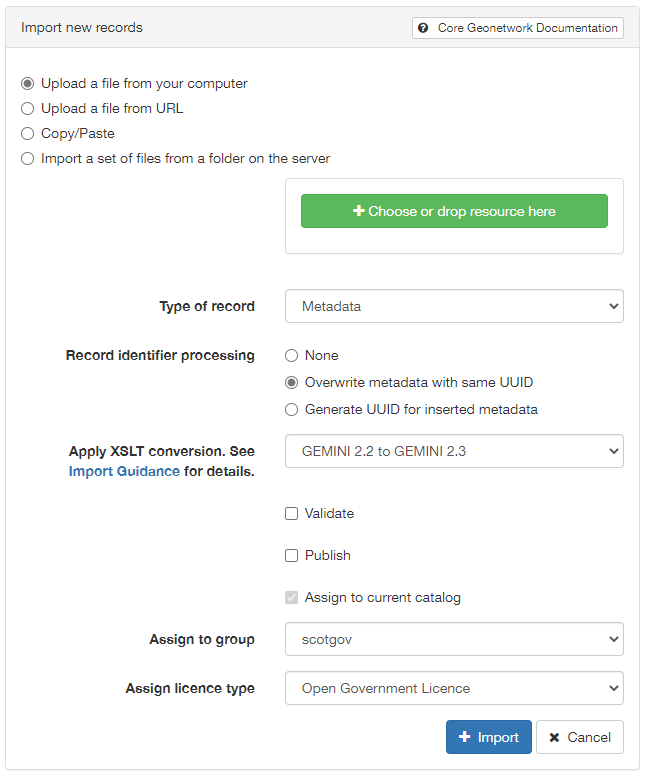 Import new records
Core Geonetwork Documentation
Upload a file from your computer
Upload a file from URL
Copy/Paste
Import a set of files from a folder on the server
Choose or drop resource here
Type of record
Metadata
Record identifier processing
None
Overwrite metadata with same UUID
Generate UUID for inserted metadata
Apply XSLT conversion. See
Import Guidance for details.
GEMINI 2.2 to GEMINI 2.3
Validate
Publish
Assign to current catalog
Assign to group
scotgov
Assign licence type
Open Government Licence
Import
Cancel